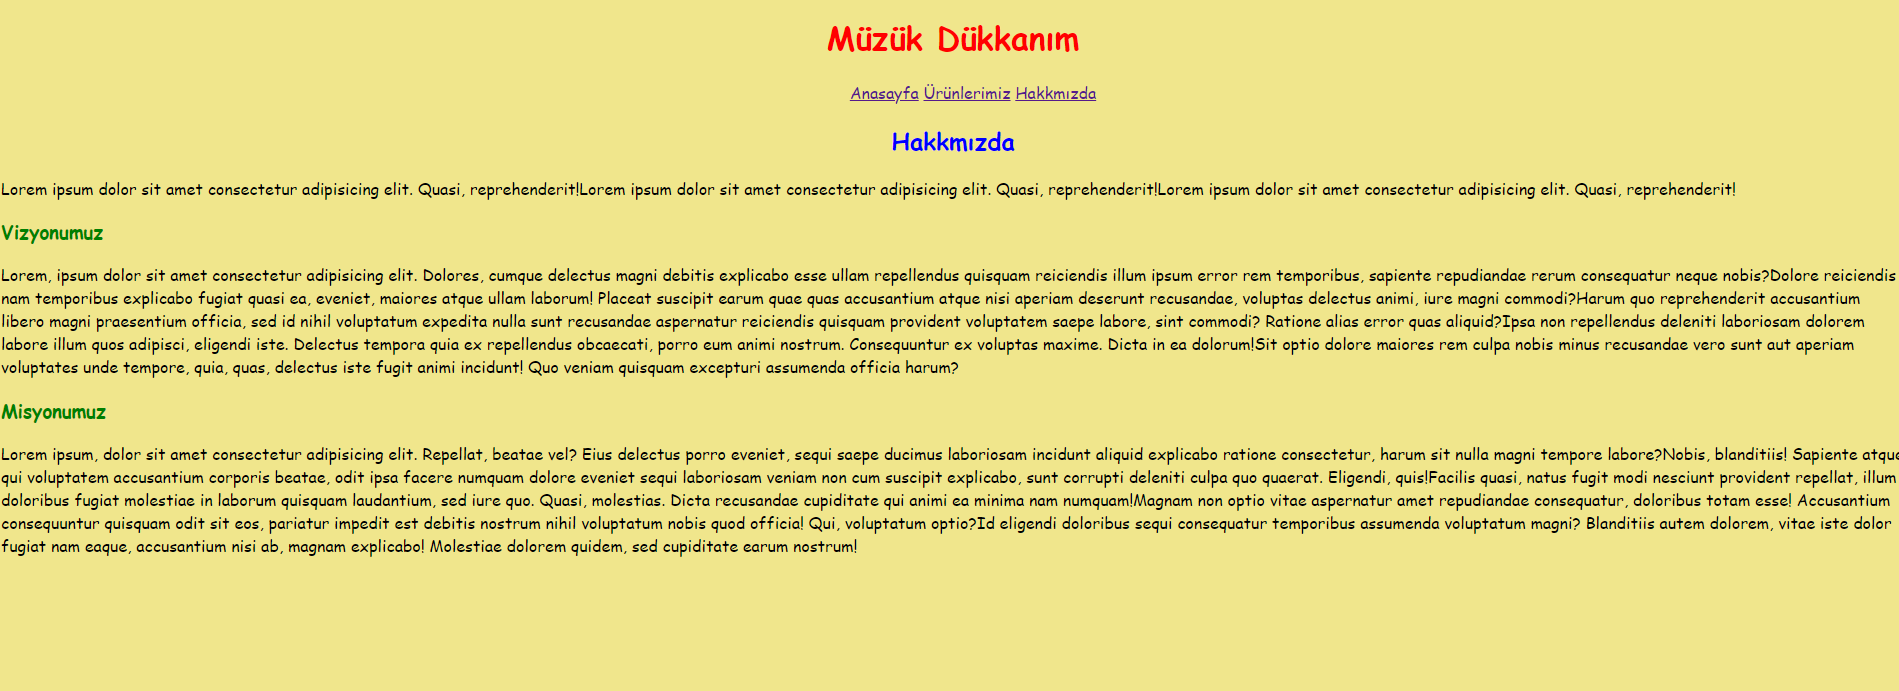 Müzük Dükkanım
Anasayfa Ürünlerimiz Hakkmızda
Hakkmızda
Lorem ipsum dolor sit amet consectetur adipisicing elit. Quasi, reprehenderit!Lorem ipsum dolor sit amet consectetur adipisicing elit. Quasi, reprehenderit!Lorem ipsum dolor sit amet consectetur adipisicing elit. Quasi, reprehenderit!
Vizyonumuz
Lorem, ipsum dolor sit amet consectetur adipisicing elit. Dolores, cumque delectus magni debitis explicabo esse ullam repellendus quisquam reiciendis illum ipsum error rem temporibus, sapiente repudiandae rerum consequatur neque nobis?Dolore reiciendis
nam temporibus explicabo fugiat quasi ea, eveniet, maiores atque ullam laborum! Placeat suscipit earum quae quas accusantium atque nisi aperiam deserunt recusandae, voluptas delectus animi, iure magni commodi?Harum quo reprehenderit accusantium
libero magni praesentium officia, sed id nihil voluptatum expedita nulla sunt recusandae aspernatur reiciendis quisquam provident voluptatem saepe labore, sint commodi? Ratione alias error quas aliquid?Ipsa non repellendus deleniti laboriosam dolorem
labore illum quos adipisci, eligendi iste. Delectus tempora quia ex repellendus obcaecati, porro eum animi nostrum. Consequuntur ex voluptas maxime. Dicta in ea dolorum!Sit optio dolore maiores rem culpa nobis minus recusandae vero sunt aut aperiam
voluptates unde tempore, quia, quas, delectus iste fugit animi incidunt! Quo veniam quisquam excepturi assumenda officia harum?
Misyonumuz
Lorem ipsum, dolor sit amet consectetur adipisicing elit. Repellat, beatae vel? Eius delectus porro eveniet, sequi saepe ducimus laboriosam incidunt aliquid explicabo ratione consectetur, harum sit nulla magni tempore labore?Nobis, blanditiis! Sapiente atque
qui voluptatem accusantium corporis beatae, odit ipsa facere numquam dolore eveniet sequi laboriosam veniam non cum suscipit explicabo, sunt corrupti deleniti culpa quo quaerat. Eligendi, quis!Facilis quasi, natus fugit modi nesciunt provident repellat, illum
doloribus fugiat molestiae in laborum quisquam laudantium, sed iure quo. Quasi, molestias. Dicta recusandae cupiditate qui animi ea minima nam numquam!Magnam non optio vitae aspernatur amet repudiandae consequatur, doloribus totam esse! Accusantium
consequuntur quisquam odit sit eos, pariatur impedit est debitis nostrum nihil voluptatum nobis quod officia! Qui, voluptatum optio?Id eligendi doloribus sequi consequatur temporibus assumenda voluptatum magni? Blanditiis autem dolorem, vitae iste dolor
fugiat nam eaque, accusantium nisi ab, magnam explicabo! Molestiae dolorem quidem, sed cupiditate earum nostrum!